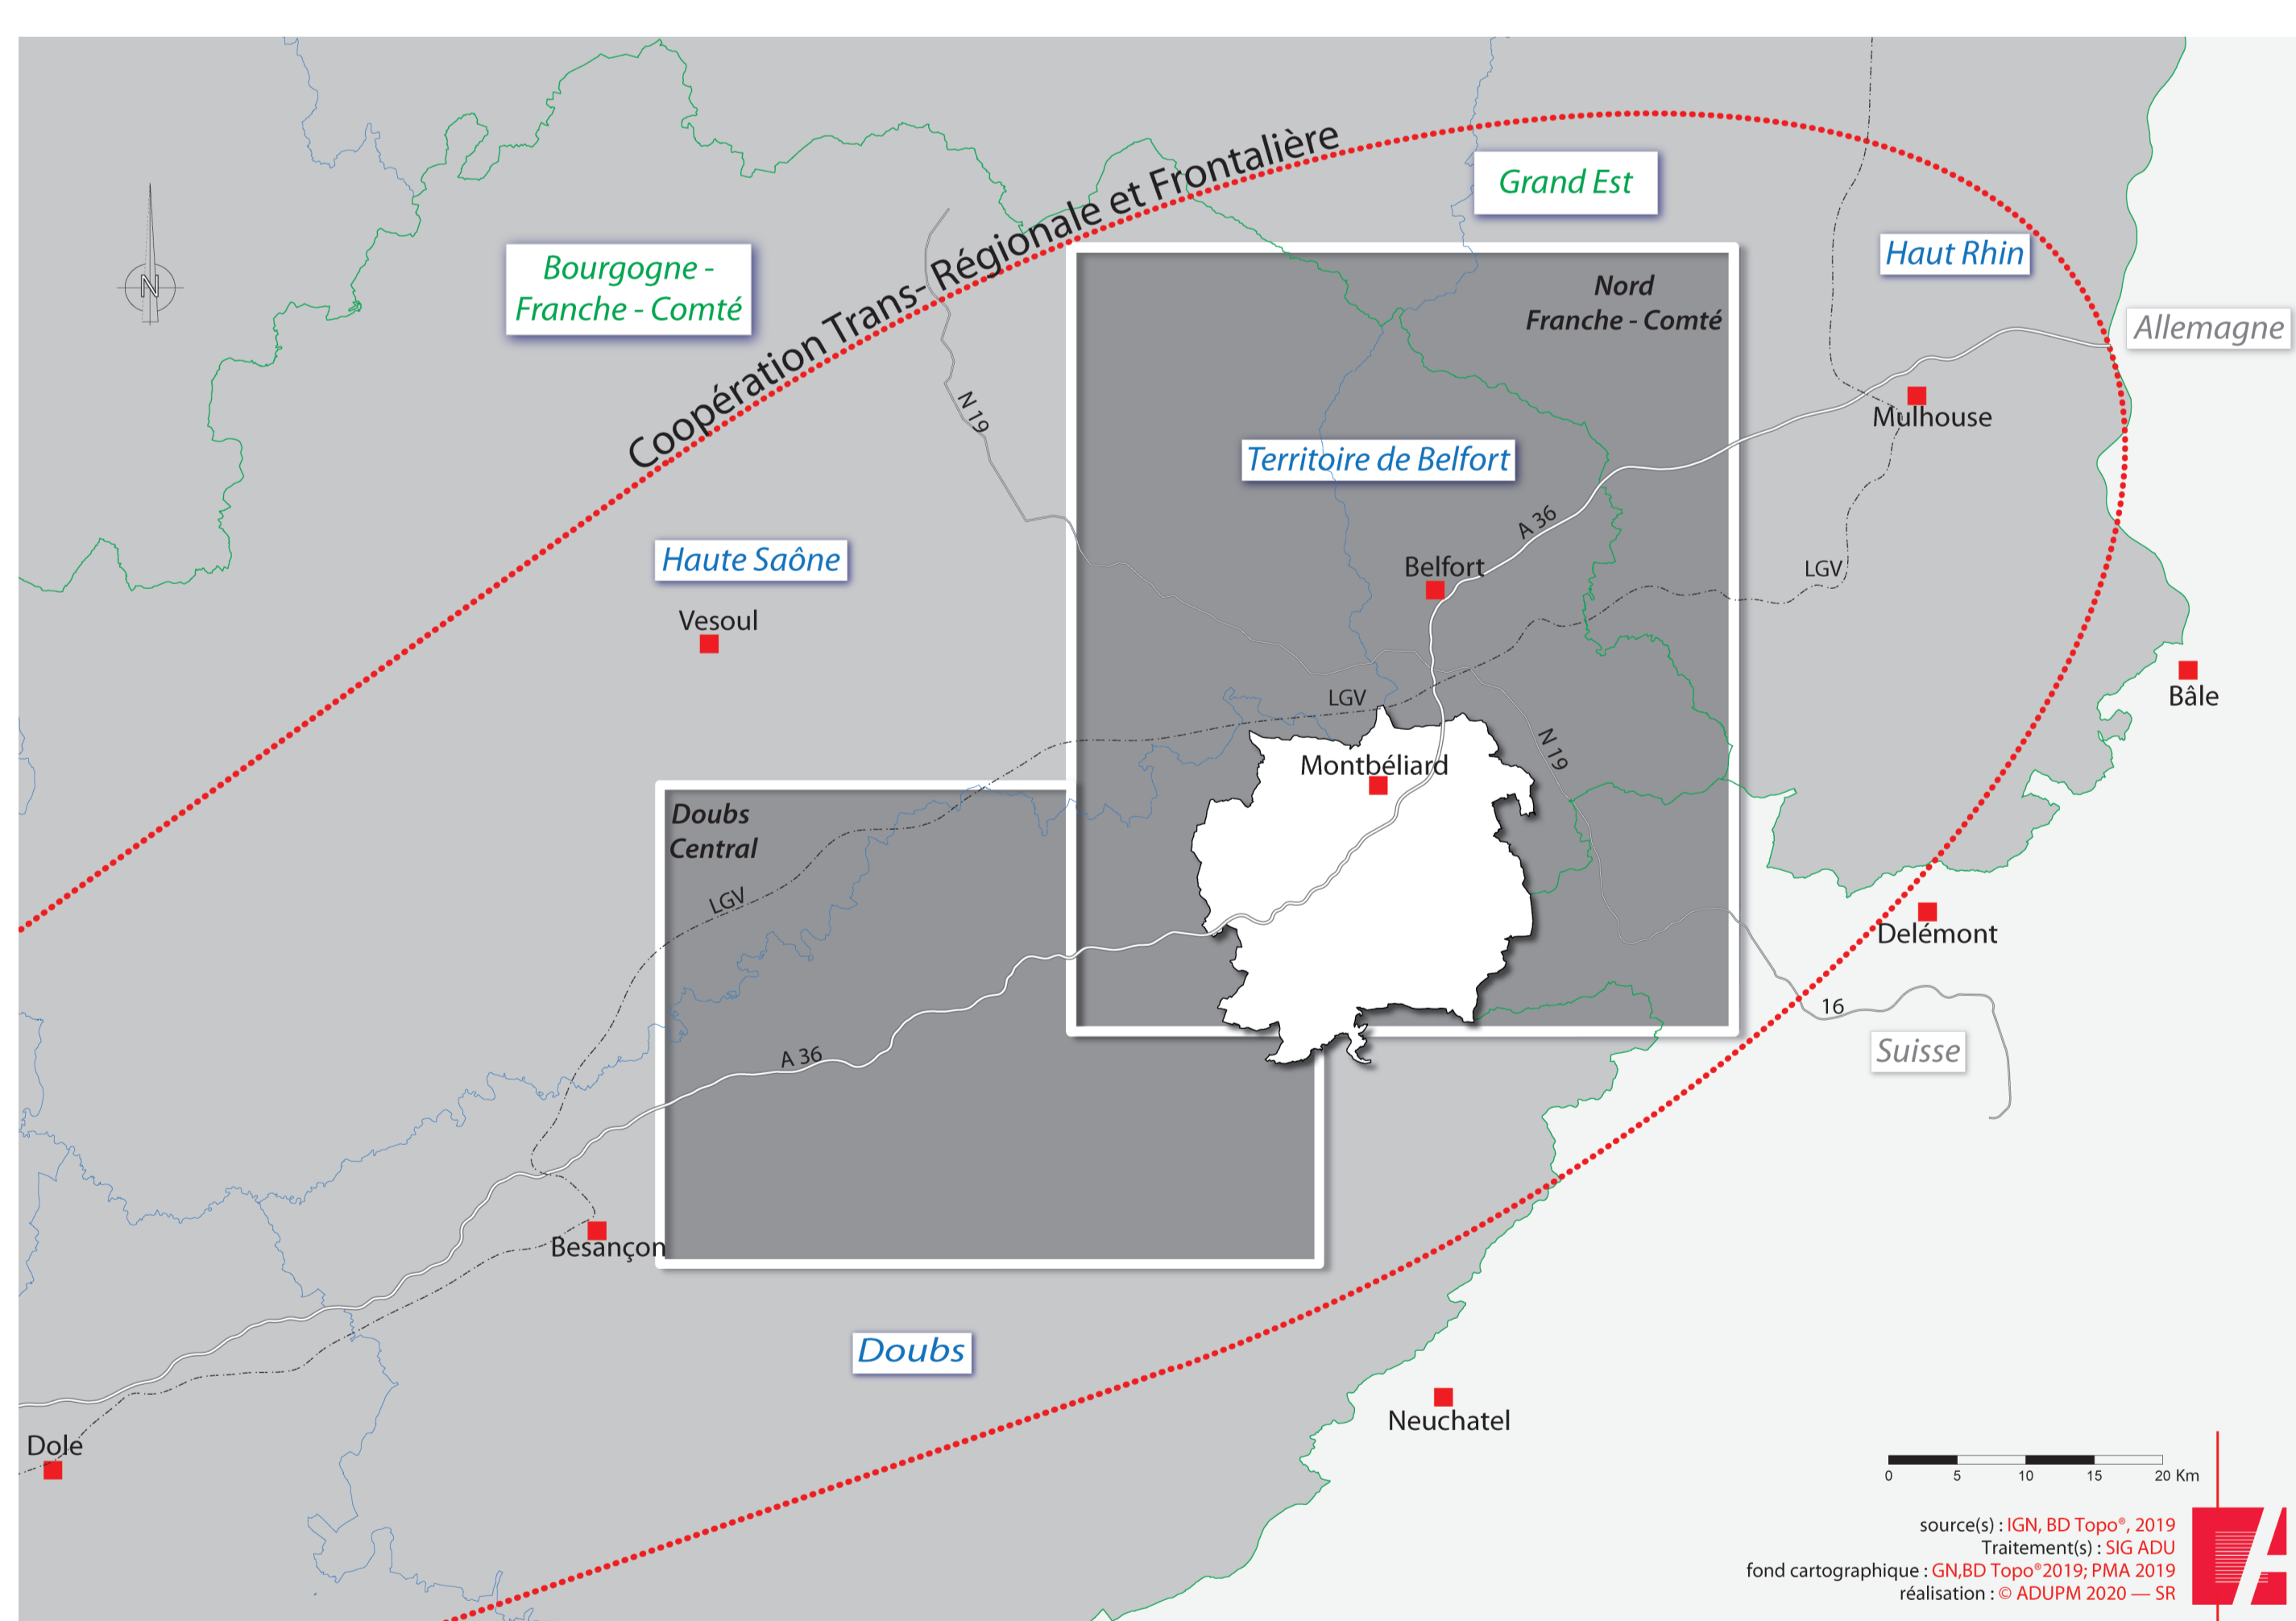 Coopération Trans- Régionale et Frontalière
Grand Est
Bourgogne -
Franche - Comté
Haut Rhin
Nord
Franche - Comté
Allemagne
N 19
Mulhouse
Territoire de Belfort
A 36
Haute Saône
Belfort
LGV
Vesoul
Bâle
LGV
N 19
Montbéliard
Doubs
Central
LGV
Delémont
16
Suisse
A 36
Besançon
Doubs
Neuchatel
Dole
0 5 10 15 20 Km
source(s) : IGN, BD Topo®, 2019
Traitement(s) : SIG ADU
fond cartographique : GN,BD Topo®2019; PMA 2019
réalisation : © ADUPM 2020 — SR
N